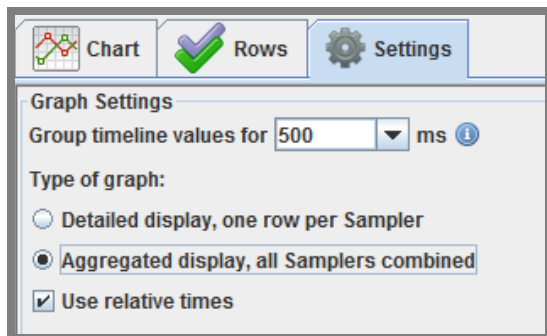 Chart Rows Settings
Graph Settings
Group timeline values for 500 ms
Type of graph:
Detailed display, one row per Sampler
Aggregated display, all Samplers combined
Use relative times